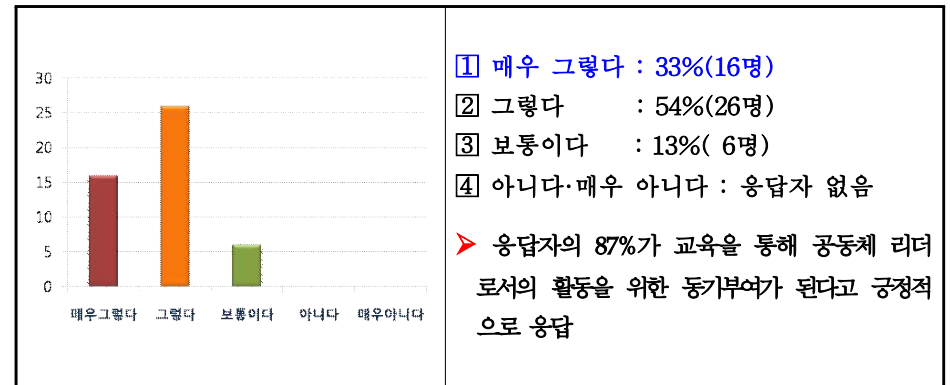 30
25
20
15
10
5
0
매우그렇다 그렇다 보통이다 아니다 매우아니다
1 매우 그렇다 : 33%(16명)
2 그렇다 : 54%(26명)
3 보통이다 : 13%( 6명)
4 아니다·매우 아니다 : 응답자 없음
➢ 응답자의 87%가 교육을 통해 공동체 리더
로서의 활동을 위한 동기부여가 된다고 긍정적
으로 응답